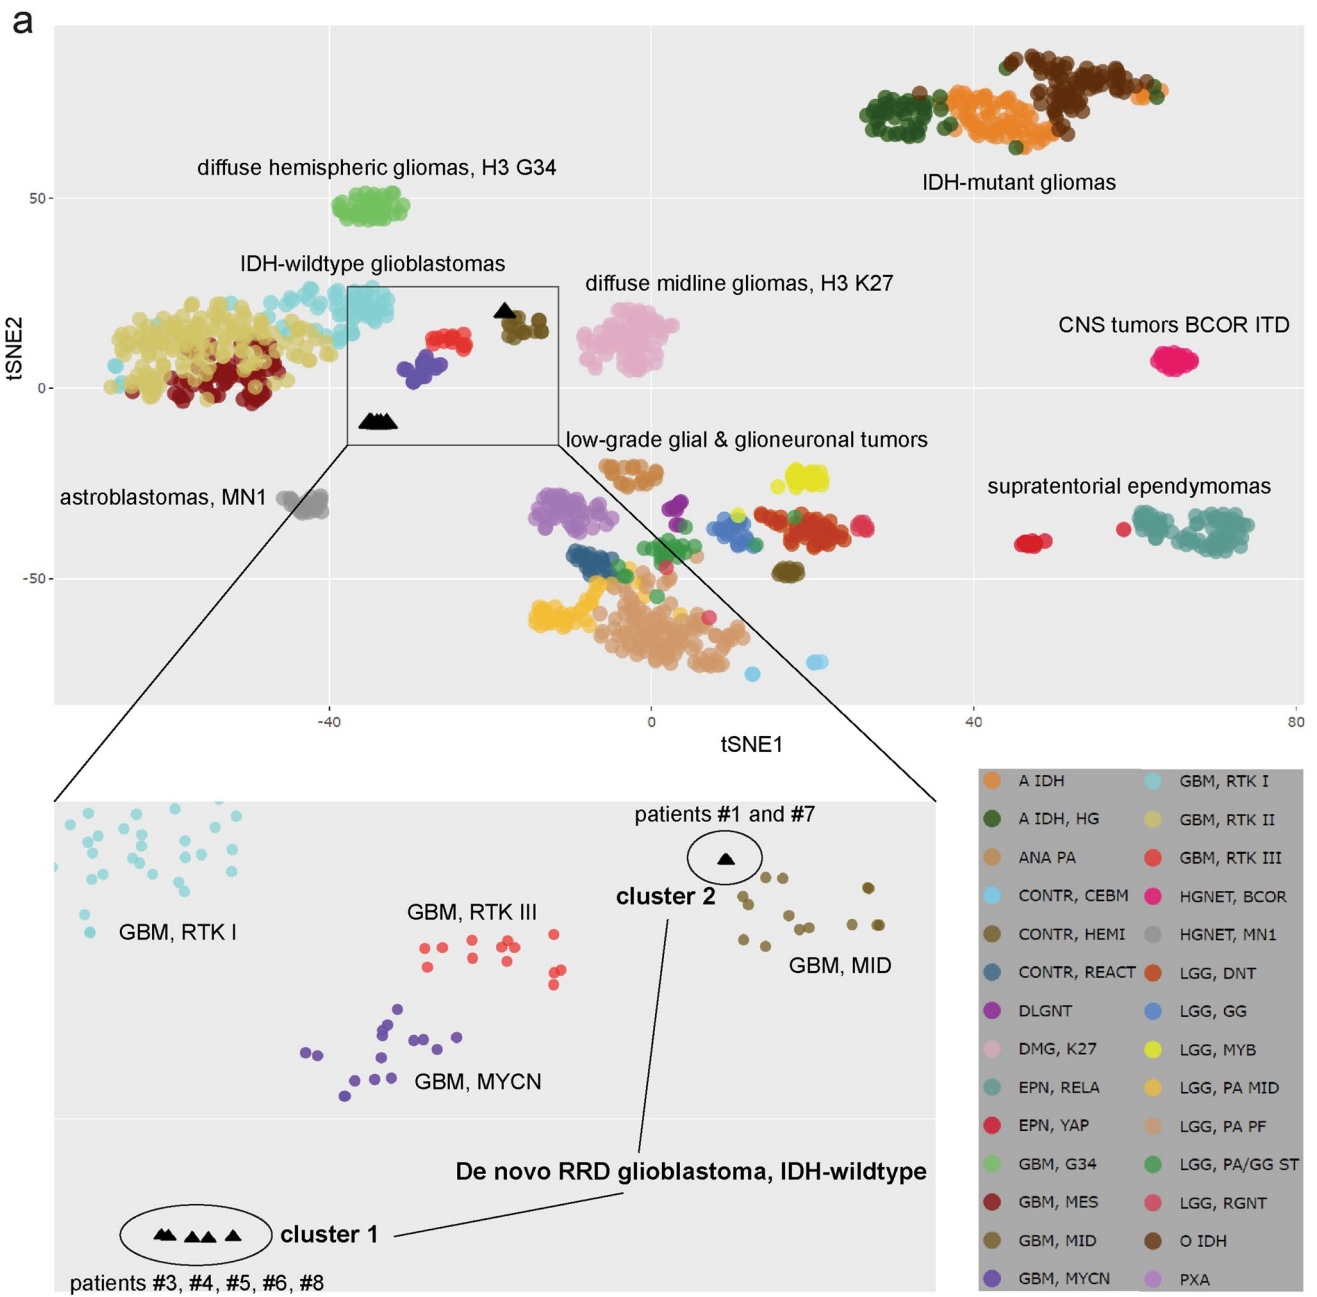 a
diffuse hemispheric gliomas, H3 G34
IDH-mutant gliomas
IDH-wildtype glioblastomas
diffuse midline gliomas, H3 K27
CNS tumors BCOR ITD
low-grade glial & glioneuronal tumors
astroblastomas, MN1
supratentorial ependymomas
tSNE2
50
0
-50
-40
0
40
80
tSNE1
patients #1 and #7
cluster 2
GBM, RTK I
GBM, RTK III
GBM, MID
GBM, MYCN
De novo RRD glioblastoma, IDH-wildtype
cluster 1
patients #3, #4, #5, #6, #8
A IDH
A IDH, HG
ANA PA
CONTR, CEBM
CONTR, HEMI
CONTR, REACT
DLGNT
DMG, K27
EPN, RELA
EPN, YAP
GBM, G34
GBM, MES
GBM, MID
GBM, MYCN
GBM, RTK I
GBM, RTK II
GBM, RTK III
HGNET, BCOR
HGNET, MN1
LGG, DNT
LGG, GG
LGG, MYB
LGG, PA MID
LGG, PA PF
LGG, PA/GG ST
LGG, RGNT
O IDH
PXA